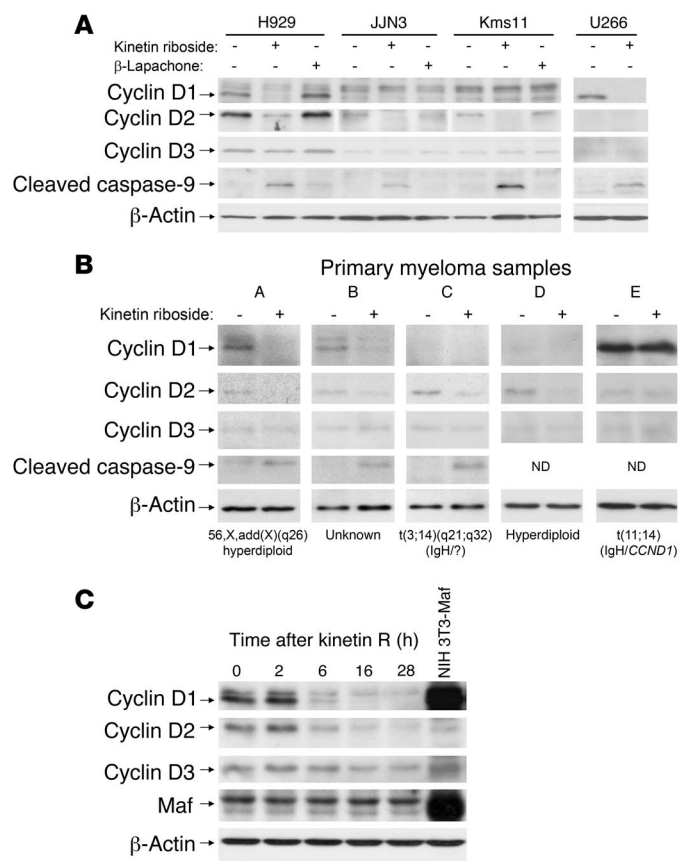 A
H929 JJN3 Kms11 U266
Kinetin riboside: - + - - + - - + - - +
β-Lapachone: - - + - - + - - + - -
Cyclin D1→
Cyclin D2→
Cyclin D3→
Cleaved caspase-9→
β-Actin→
B
Primary myeloma samples
A B C D E
Kinetin riboside: - + - + - + - + - +
Cyclin D1→
Cyclin D2→
Cyclin D3→
Cleaved caspase-9→ ND ND
β-Actin→
56,X,add(X)(q26) Unknown t(3;14)(q21;q32) Hyperdiploid t(11;14)
hyperdiploid (IgH/?) (IgH/CCND1)
C
Time after kinetin R (h)
NIH 3T3-Maf
0 2 6 16 28
Cyclin D1→
Cyclin D2→
Cyclin D3→
Maf→
β-Actin→